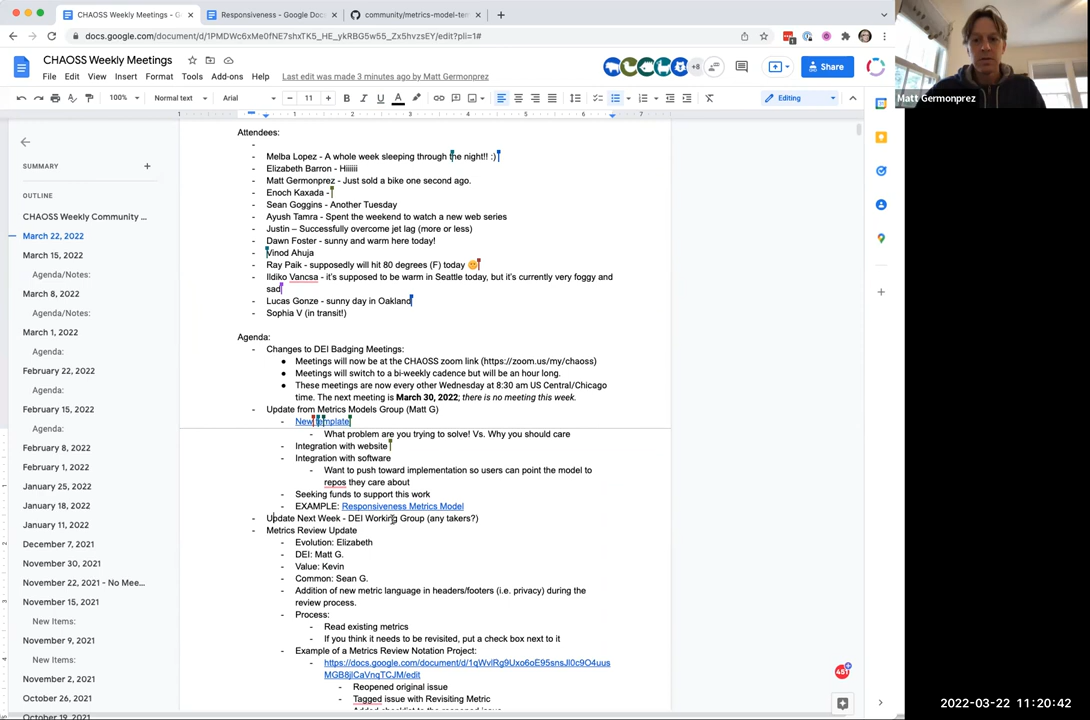 CHAOSS Weekly Meetings - G
Responsiveness - Google Doc
community/metrics-model-tem
docs.google.com/document/d/1PMDWc6xMe0fNE7shxTK5_HE_ykRBG5w55_Zx5hvzsEY/edit?pli=1#
CHAOSS Weekly Meetings
File Edit View Insert Format Tools Add-ons Help Last edit was made 3 minutes ago by Matt Germonprez
+8
Share
100% Normal text Arial 11 B I U A Editing
Matt Germonprez
SUMMARY
OUTLINE
CHAOSS Weekly Community ...
March 22, 2022
March 15, 2022
Agenda/Notes:
March 8, 2022
Agenda/Notes:
March 1, 2022
Agenda:
February 22, 2022
Agenda:
February 15, 2022
Agenda:
February 8, 2022
February 1, 2022
January 25, 2022
January 18, 2022
January 11, 2022
December 7, 2021
November 30, 2021
November 22, 2021 - No Mee...
November 15, 2021
New Items:
November 9, 2021
New Items:
November 2, 2021
October 26, 2021
October 19, 2021
Attendees:
-
- Melba Lopez - A whole week sleeping through the night!! :)
- Elizabeth Barron - Hiiiiii
- Matt Germonprez - Just sold a bike one second ago.
- Enoch Kaxada -
- Sean Goggins - Another Tuesday
- Ayush Tamra - Spent the weekend to watch a new web series
- Justin – Successfully overcome jet lag (more or less)
- Dawn Foster - sunny and warm here today!
- Vinod Ahuja
- Ray Paik - supposedly will hit 80 degrees (F) today
- Ildiko Vancsa - it's supposed to be warm in Seattle today, but it's currently very foggy and
sad
- Lucas Gonze - sunny day in Oakland
- Sophia V (in transit!)
Agenda:
- Changes to DEI Badging Meetings:
● Meetings will now be at the CHAOSS zoom link (https://zoom.us/my/chaoss)
● Meetings will switch to a bi-weekly cadence but will be an hour long.
● These meetings are now every other Wednesday at 8:30 am US Central/Chicago
time. The next meeting is March 30, 2022; there is no meeting this week.
- Update from Metrics Models Group (Matt G)
- New template
- What problem are you trying to solve! Vs. Why you should care
- Integration with website
- Integration with software
- Want to push toward implementation so users can point the model to
repos they care about
- Seeking funds to support this work
- EXAMPLE: Responsiveness Metrics Model
- Update Next Week - DEI Working Group (any takers?)
- Metrics Review Update
- Evolution: Elizabeth
- DEI: Matt G.
- Value: Kevin
- Common: Sean G.
- Addition of new metric language in headers/footers (i.e. privacy) during the
review process.
- Process:
- Read existing metrics
- If you think it needs to be revisited, put a check box next to it
- Example of a Metrics Review Notation Project:
- https://docs.google.com/document/d/1qWvlRg9Uxo6oE95snsJl0c9O4uus
MGB8jlCaVnqTCJM/edit
- Reopened original issue
- Tagged issue with Revisiting Metric
- Added checklist to the reopened issue
451
2022-03-22 11:20:42